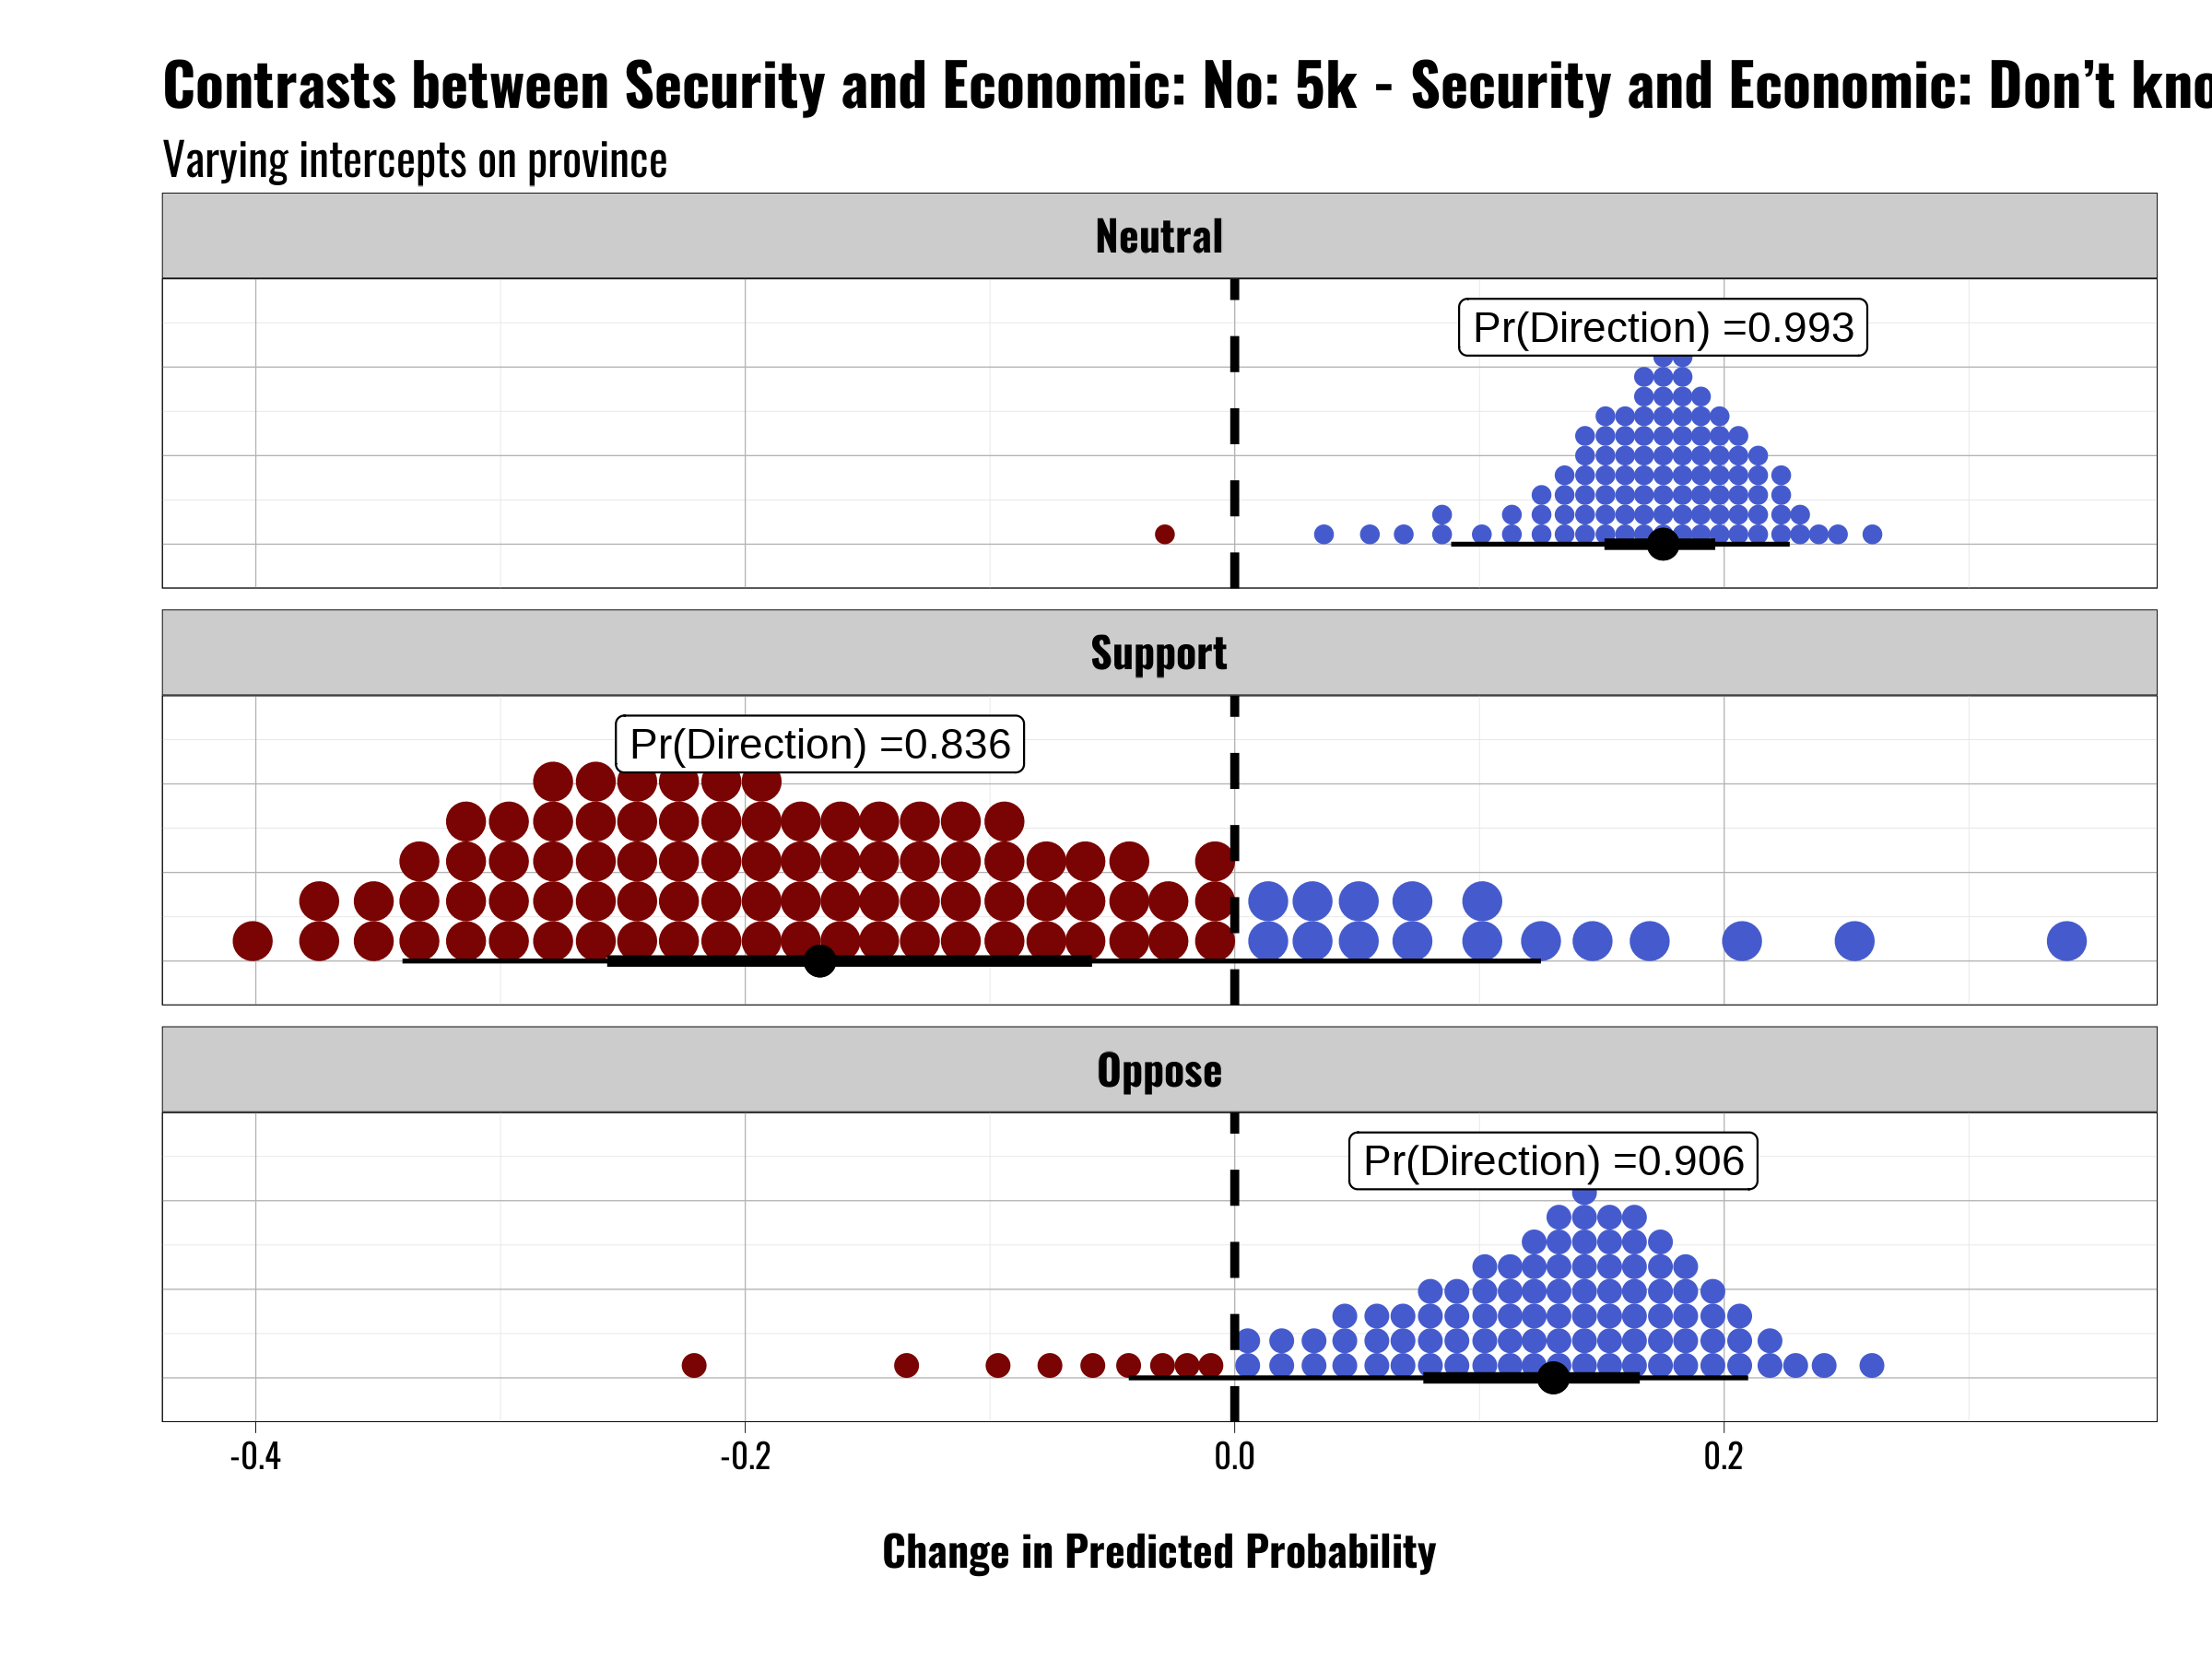 Contrasts between Security and Economic: No: 5k - Security and Economic: Don’t
Varying intercepts on province
Neutral
Pr(Direction) =0.993
Support
Pr(Direction) =0.836
Oppose
Pr(Direction) =0.906
-0.4 -0.2 0.0 0.2
Change in Predicted Probability